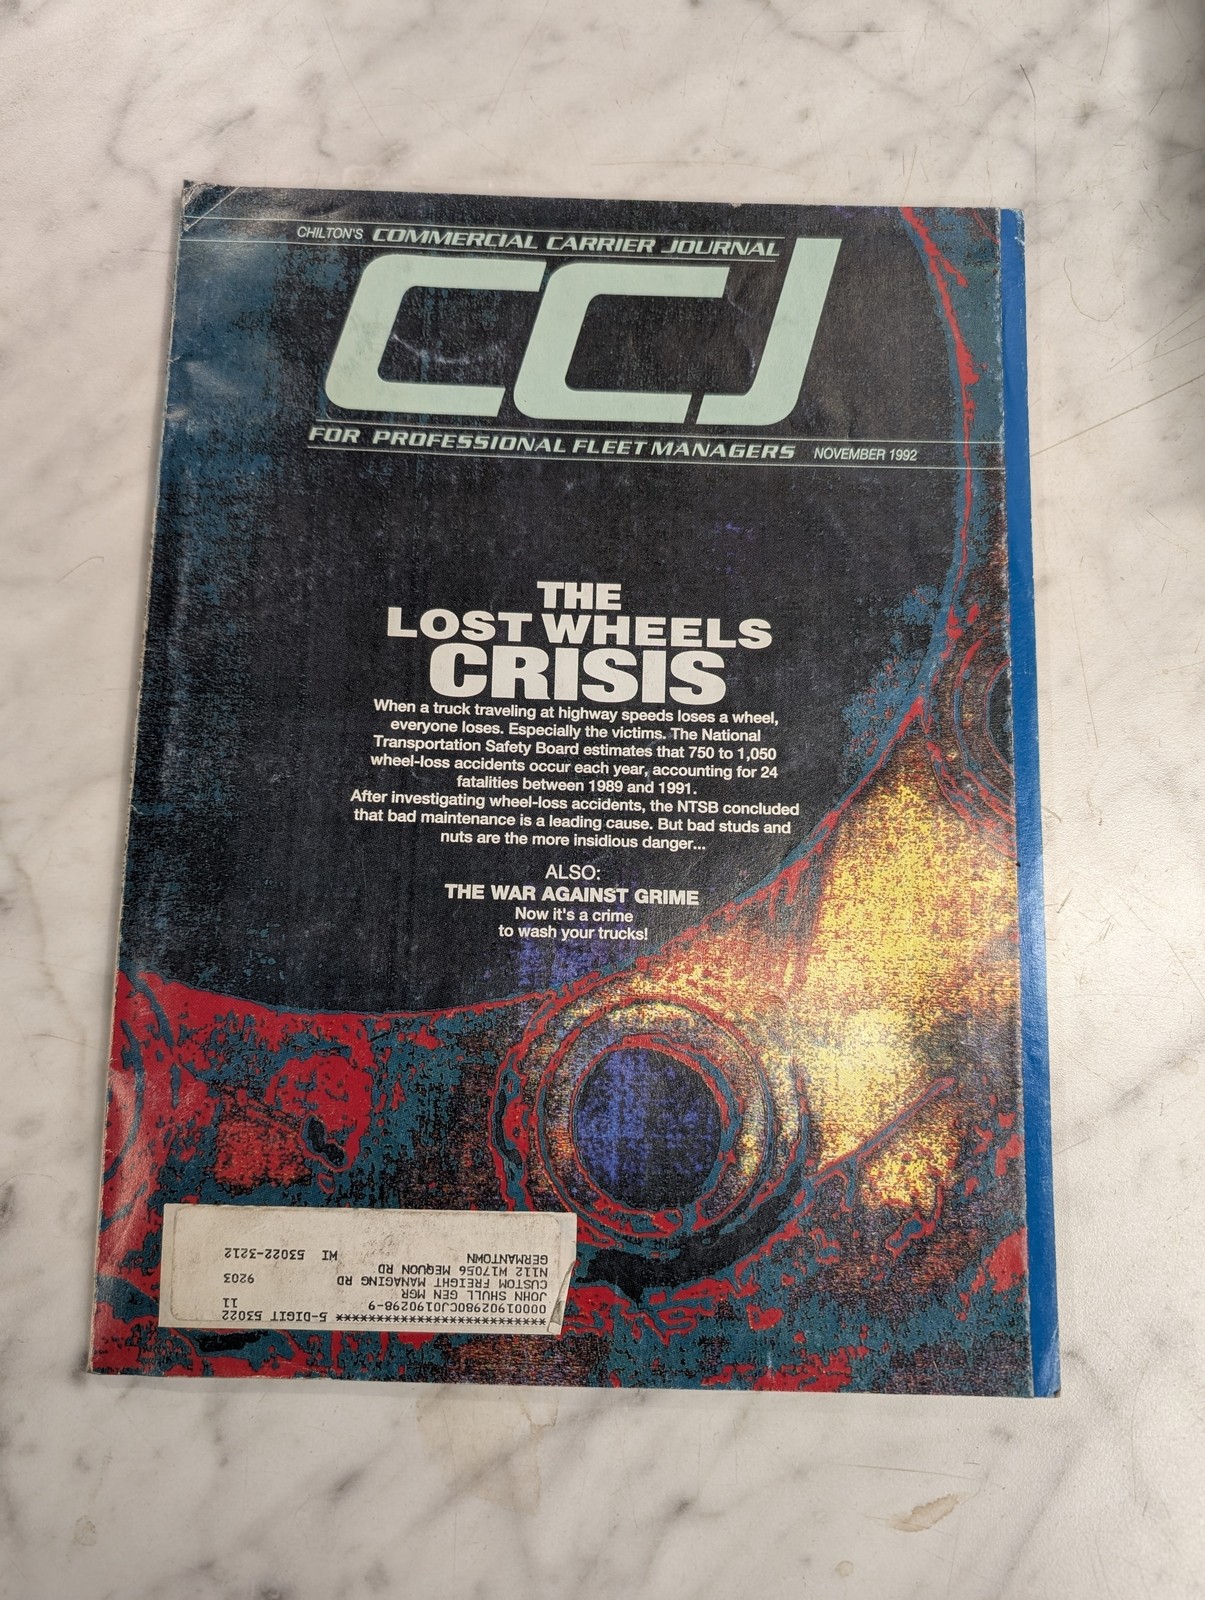 CHILTON'S COMMERCIAL CARRIER JOURNAL
CCJ
FOR PROFESSIONAL FLEET MANAGERS NOVEMBER 1992
THE
LOST WHEELS
CRISIS
When a truck traveling at highway speeds loses a wheel,
everyone loses. Especially the victims. The National
Transportation Safety Board estimates that 750 to 1,050
wheel-loss accidents occur each year, accounting for 24
fatalities between 1989 and 1991.
After investigating wheel-loss accidents, the NTSB concluded
that bad maintenance is a leading cause. But bad studs and
nuts are the more insidious danger...
ALSO:
THE WAR AGAINST GRIME
Now it's a crime
to wash your trucks!
***************************** 5-DIGIT 53022
0000190298CJ0190298-9 11
JOHN SHULL GEN MGR
CUSTOM FREIGHT MANAGING RD 9203
N112 W17056 MEQUON RD
GERMANTOWN WI 53022-3212